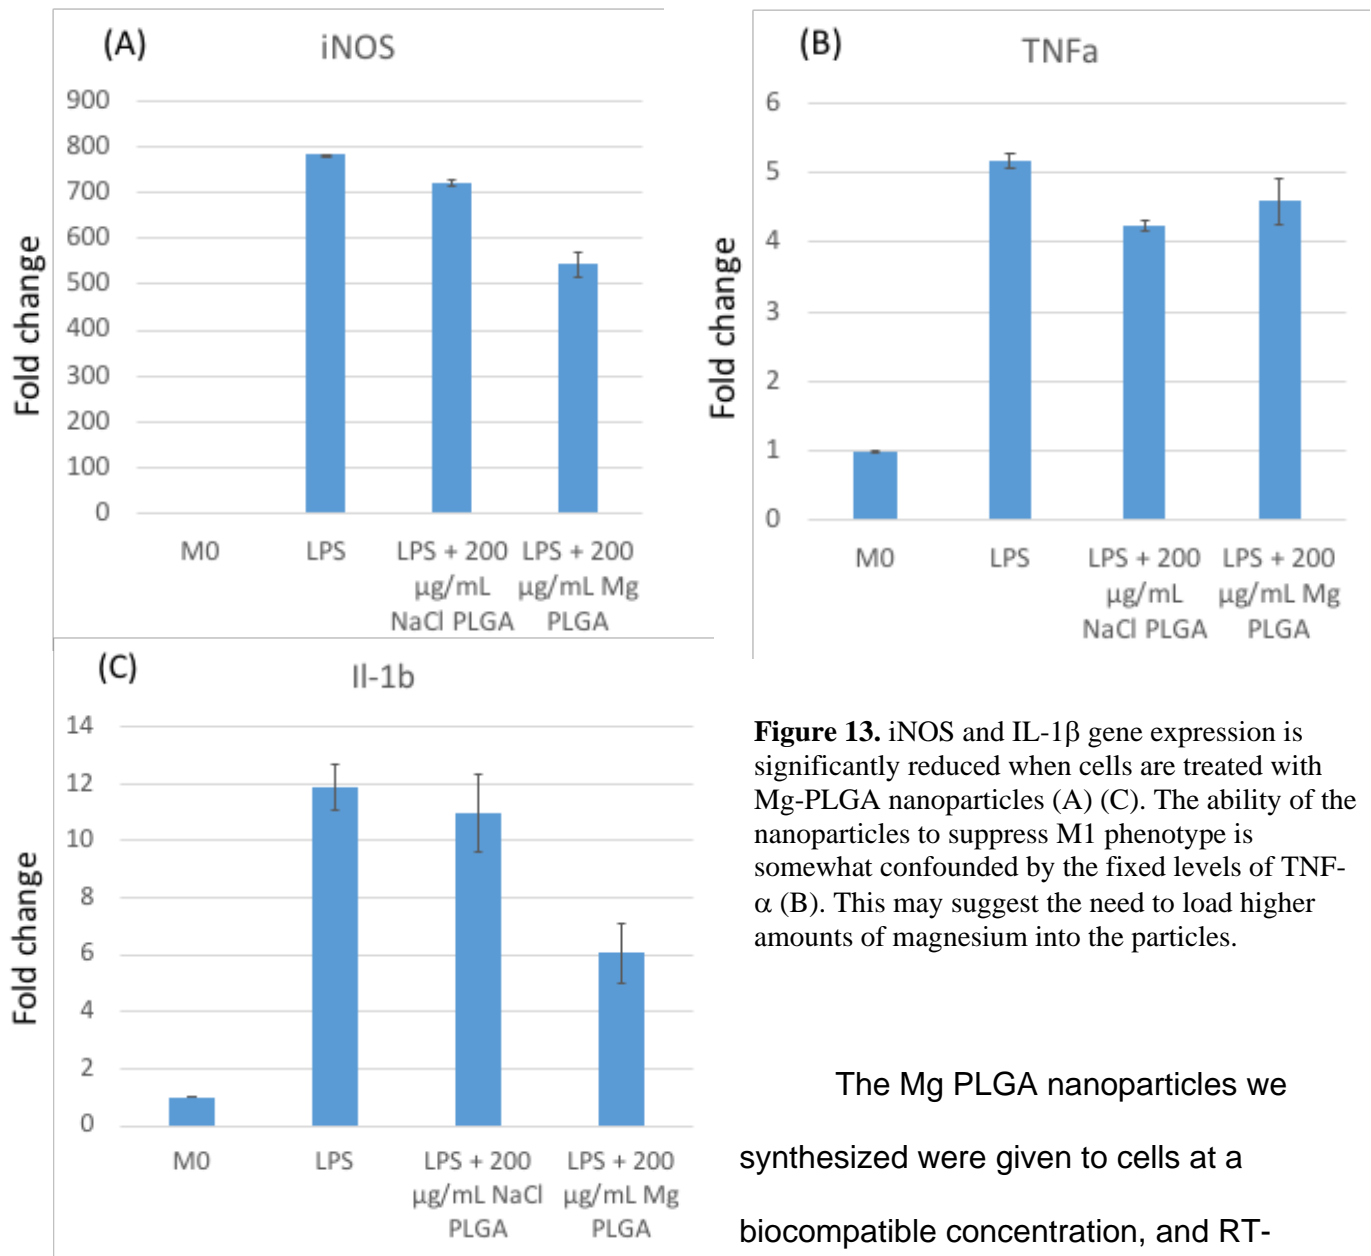 (A)
iNOS
Fold change
900
800
700
600
500
400
300
200
100
0
M0
LPS
LPS + 200
µg/mL
NaCl PLGA
LPS + 200
µg/mL Mg
PLGA
(B)
TNFa
Fold change
6
5
4
3
2
1
0
M0
LPS
LPS + 200
µg/mL
NaCl PLGA
LPS + 200
µg/mL Mg
PLGA
(C)
Il-1b
Fold change
14
12
10
8
6
4
2
0
M0
LPS
LPS + 200
µg/mL NaCl
PLGA
LPS + 200
µg/mL Mg
PLGA
Figure 13. iNOS and IL-1β gene expression is
significantly reduced when cells are treated with
Mg-PLGA nanoparticles (A) (C). The ability of the
nanoparticles to suppress M1 phenotype is
somewhat confounded by the fixed levels of TNF-
α (B). This may suggest the need to load higher
amounts of magnesium into the particles.
The Mg PLGA nanoparticles we
synthesized were given to cells at a
biocompatible concentration, and RT-